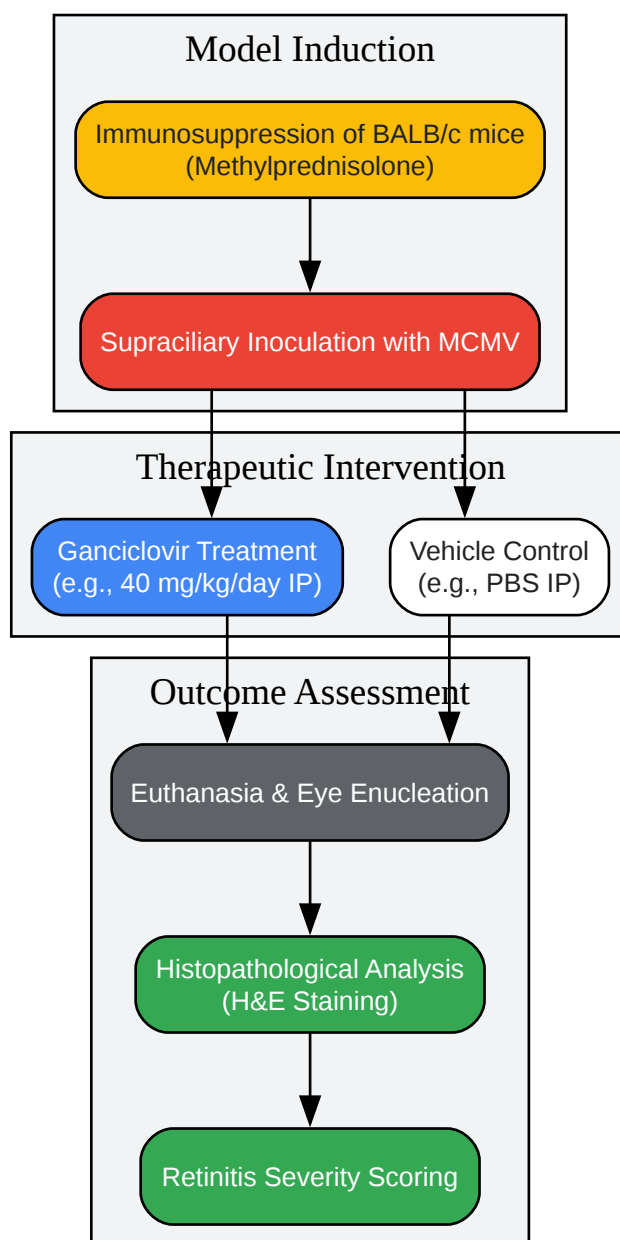 Model Induction
Immunosuppression of BALB/c mice
(Methylprednisolone)
Supraciliary Inoculation with MCMV
Therapeutic Intervention
Ganciclovir Treatment
(e.g., 40 mg/kg/day IP)
Vehicle Control
(e.g., PBS IP)
Outcome Assessment
Euthanasia & Eye Enucleation
Histopathological Analysis
(H&E Staining)
Retinitis Severity Scoring